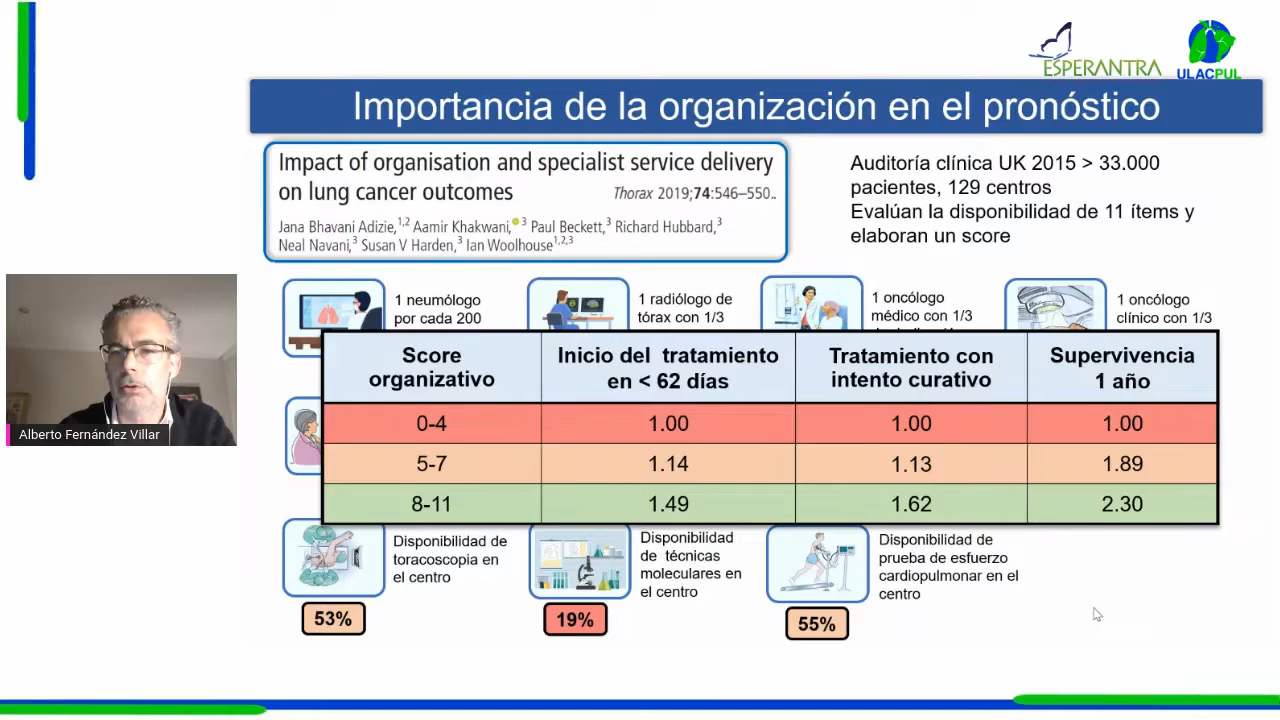 ESPERANTRA
ULACPUL
Importancia de la organización en el pronóstico
Impact of organisation and specialist service delivery
on lung cancer outcomes
Thorax 2019;74:546–550..
Jana Bhavani Adizie,1,2 Aamir Khakwani, 3 Paul Beckett,3 Richard Hubbard,3
Neal Navani,3 Susan V Harden,3 Ian Woolhouse1,2,3
Auditoría clínica UK 2015 > 33.000
pacientes, 129 centros
Evalúan la disponibilidad de 11 ítems y
elaboran un score
1 neumólogo
por cada 200
1 radiólogo de
tórax con 1/3
1 oncólogo
médico con 1/3
1 oncólogo
clínico con 1/3
Score
organizativo
Inicio del tratamiento
en < 62 días
Tratamiento con
intento curativo
Supervivencia
1 año
0-4 1.00 1.00 1.00
5-7 1.14 1.13 1.89
8-11 1.49 1.62 2.30
Alberto Fernández Villar
Disponibilidad de
toracoscopia en
el centro
Disponibilidad
de técnicas
moleculares en
el centro
Disponibilidad de
prueba de esfuerzo
cardiopulmonar en el
centro
53%
19%
55%